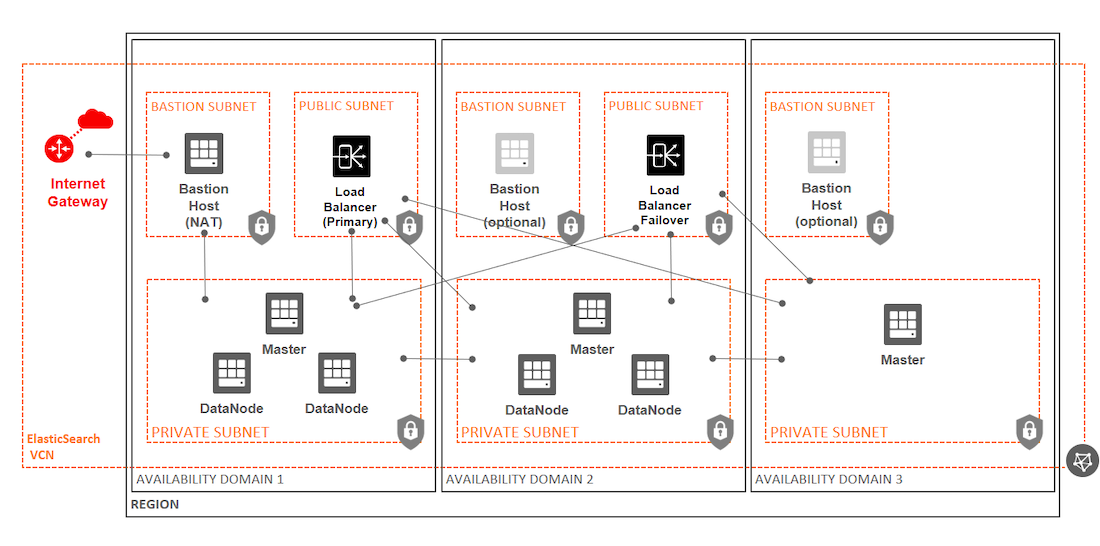 BASTION SUBNET
PUBLIC SUBNET
BASTION SUBNET
PUBLIC SUBNET
BASTION SUBNET
Internet
Gateway
Bastion
Host
(NAT)
Load
Balancer
(Primary)
Bastion
Host
(optional)
Load
Balancer
Failover
Bastion
Host
(optional)
Master
DataNode
DataNode
PRIVATE SUBNET
Master
DataNode
DataNode
PRIVATE SUBNET
Master
PRIVATE SUBNET
ElasticSearch
VCN
AVAILABILITY DOMAIN 1
AVAILABILITY DOMAIN 2
AVAILABILITY DOMAIN 3
REGION